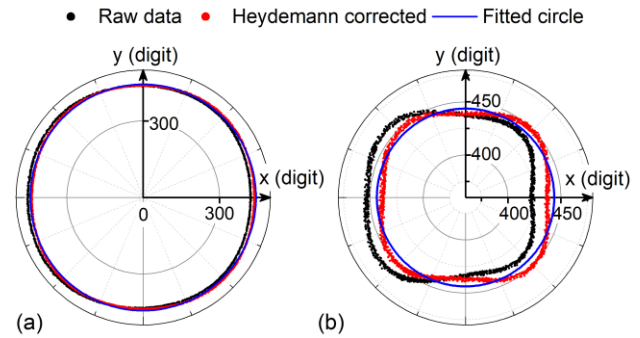 Raw data Heydemann corrected Fitted circle
y (digit) y (digit)
300 450
400
x (digit) x (digit)
0 300 400 450
(a) (b)